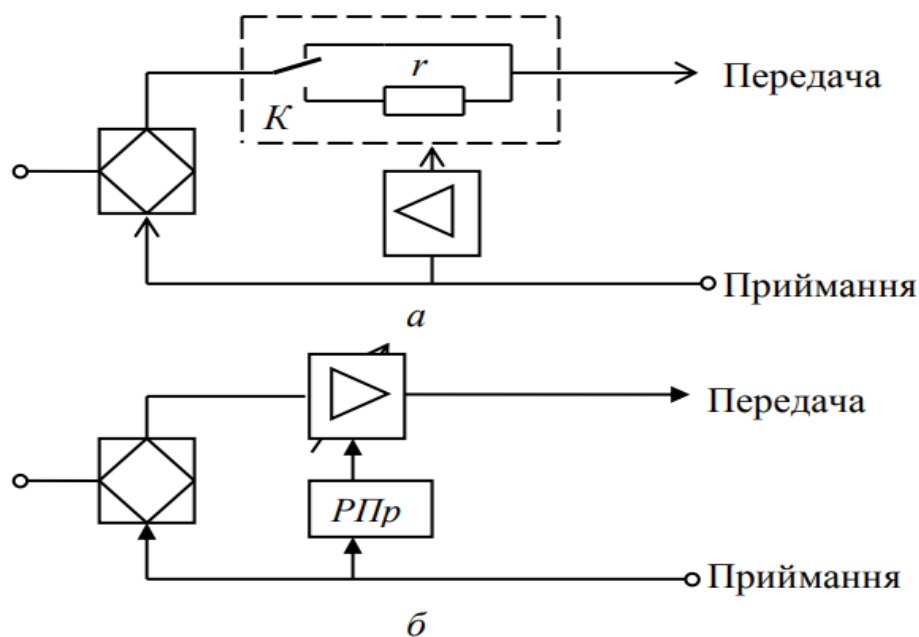 r
Передача
К
Приймання
а
Передача
РПр
Приймання
б